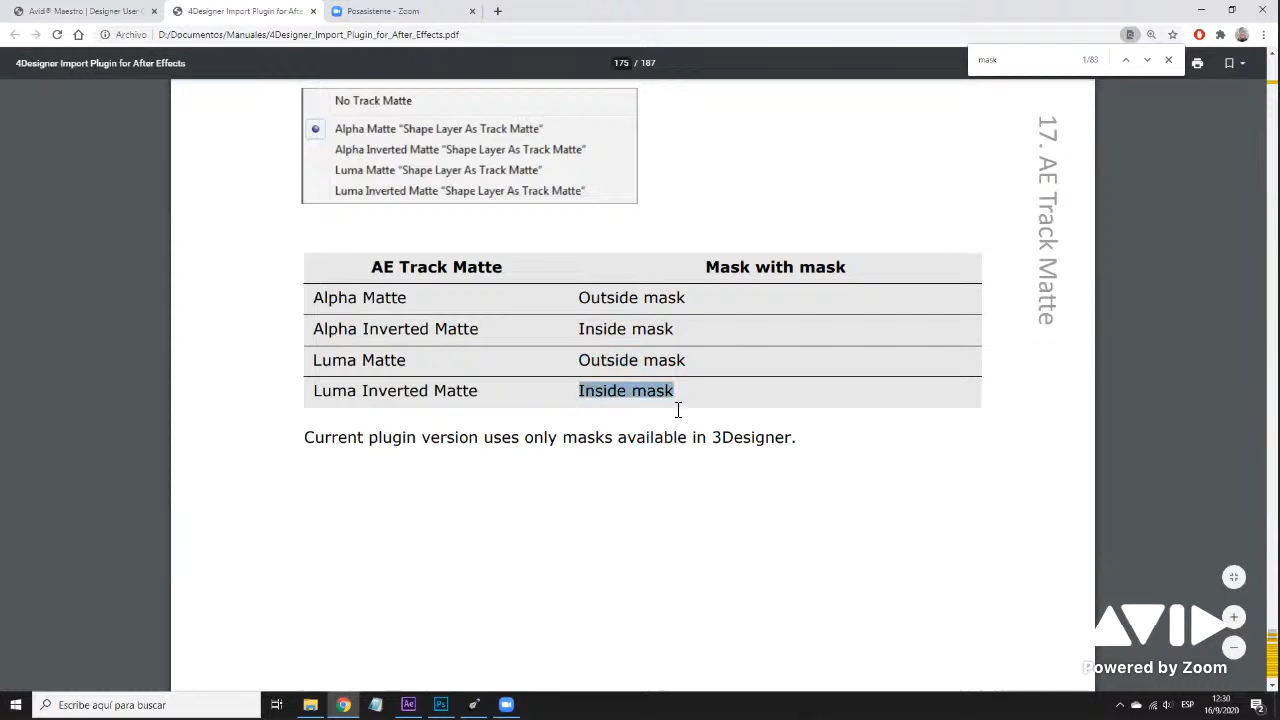 Avid® Maestro | Designer User G
4Designer Import Plugin for Afte
Posasistente - Zoom
Archivo
D:/Documentos/Manuales/4Designer_Import_Plugin_for_After_Effects.pdf
4Designer Import Plugin for After Effects
175 / 187
mask
1/83
No Track Matte
Alpha Matte "Shape Layer As Track Matte"
Alpha Inverted Matte "Shape Layer As Track Matte"
Luma Matte "Shape Layer As Track Matte"
Luma Inverted Matte "Shape Layer As Track Matte"
17. AE Track Matte
AE Track Matte Mask with mask
Alpha Matte Outside mask
Alpha Inverted Matte Inside mask
Luma Matte Outside mask
Luma Inverted Matte Inside mask
Current plugin version uses only masks available in 3Designer.
AVID
Powered by Zoom
Escribe aquí para buscar
Ae
Ps
ESP
12:30
16/9/2020
2